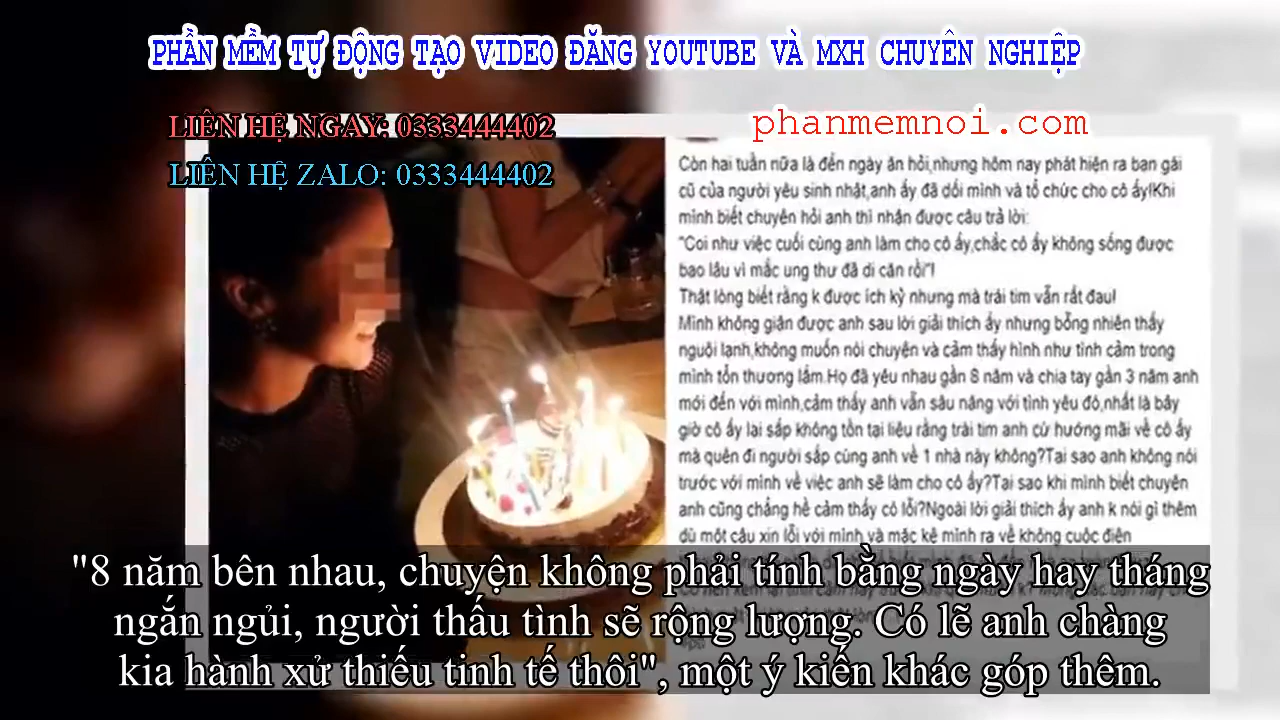 PHẦN MỀM TỰ ĐỘNG TẠO VIDEO ĐĂNG YOUTUBE VÀ MXH CHUYÊN NGHIỆP
LIÊN HỆ NGAY: 0333444402
phanmemnoi.com
LIÊN HỆ ZALO: 0333444402
Còn hai tuần nữa là đến ngày ăn hỏi,nhưng hôm nay phát hiện ra bạn gái
cũ của người yêu sinh nhật,anh ấy đã dối mình và tổ chức cho cô ấy!Khi
mình biết chuyện hỏi anh thì nhận được câu trả lời:
"Coi như việc cuối cùng anh làm cho cô ấy,chắc cô ấy không sống được
bao lâu vì mắc ung thư đã di căn rồi"!
Thật lòng biết rằng k được ích kỷ nhưng mà trái tim vẫn rất đau!
Mình không giận được anh sau lời giải thích ấy nhưng bỗng nhiên thấy
nguội lạnh,không muốn nói chuyện và cảm thấy hình như tình cảm trong
mình tổn thương lắm.Họ đã yêu nhau gần 8 năm và chia tay gần 3 năm anh
mới đến với mình,cảm thấy anh vẫn sâu nặng với tình yêu đó,nhất là bây
giờ cô ấy lại sắp không tồn tại liệu rằng trái tim anh cứ hướng mãi về cô ấy
mà quên đi người sắp cùng anh về 1 nhà này không?Tại sao anh không nói
trước với mình về việc anh sẽ làm cho cô ấy?Tại sao khi mình biết chuyện
anh cũng chẳng hề cảm thấy có lỗi?Ngoài lời giải thích ấy anh k nói gì thêm
dù một câu xin lỗi với mình và mặc kệ mình ra về không cuộc điện
"8 năm bên nhau, chuyện không phải tính bằng ngày hay tháng
ngắn ngủi, người thấu tình sẽ rộng lượng. Có lẽ anh chàng
kia hành xử thiếu tinh tế thôi", một ý kiến khác góp thêm.